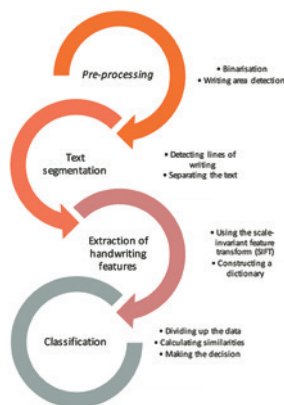 Pre-processing
• Binarisation
• Writing area detection
Text
segmentation
• Detecting lines of
writing
• Separating the text
Extraction of
handwriting
features
• Using the scale-
invariant feature
transform (SIFT)
• Constructing a
dictionary
Classification
• Dividing up the data
• Calculating similarities
• Making the decision